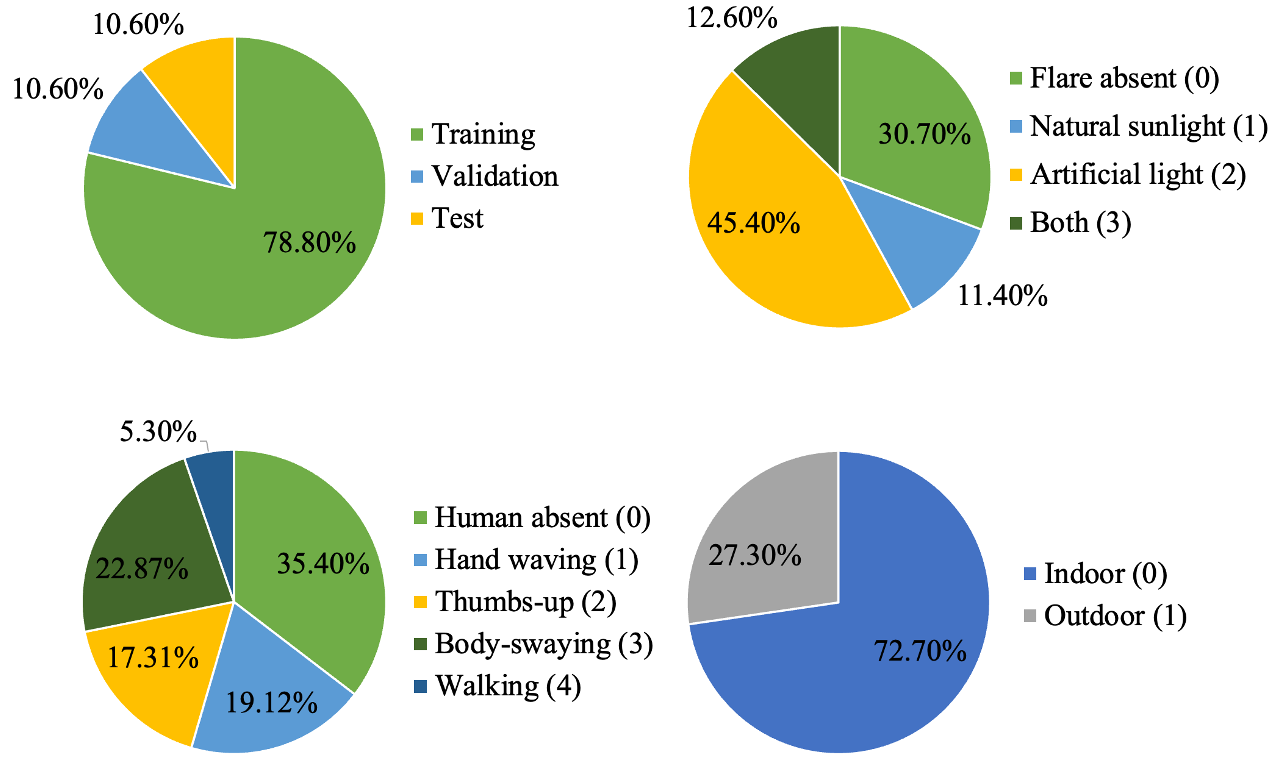 10.60%
10.60%
78.80%
Training
Validation
Test
12.60%
30.70%
45.40%
11.40%
Flare absent (0)
Natural sunlight (1)
Artificial light (2)
Both (3)
5.30%
35.40%
22.87%
17.31%
19.12%
Human absent (0)
Hand waving (1)
Thumbs-up (2)
Body-swaying (3)
Walking (4)
27.30%
72.70%
Indoor (0)
Outdoor (1)